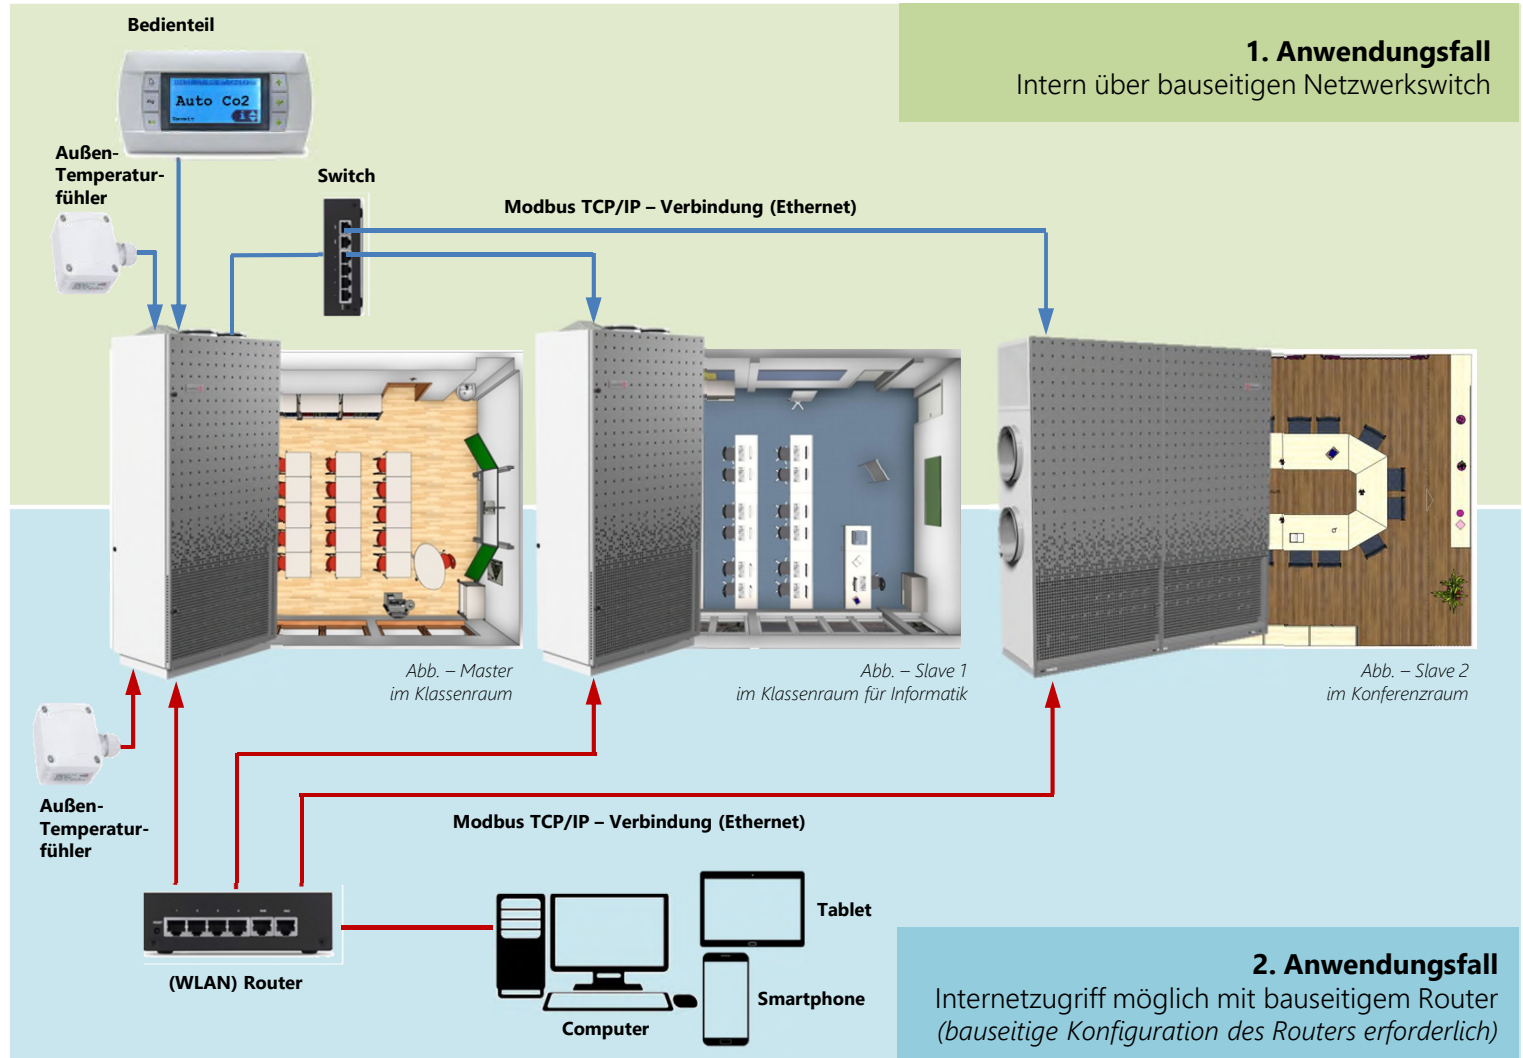 Bedienteil
1. Anwendungsfall
Intern über bauseitigen Netzwerkswitch
Auto Co2
Außen-
Temperatur-
fühler
Switch
Modbus TCP/IP – Verbindung (Ethernet)
Abb. – Master
im Klassenraum
Abb. – Slave 1
im Klassenraum für Informatik
Abb. – Slave 2
im Konferenzraum
Außen-
Temperatur-
fühler
Modbus TCP/IP – Verbindung (Ethernet)
(WLAN) Router
Computer
Tablet
Smartphone
2. Anwendungsfall
Internetzugriff möglich mit bauseitigem Router
(bauseitige Konfiguration des Routers erforderlich)